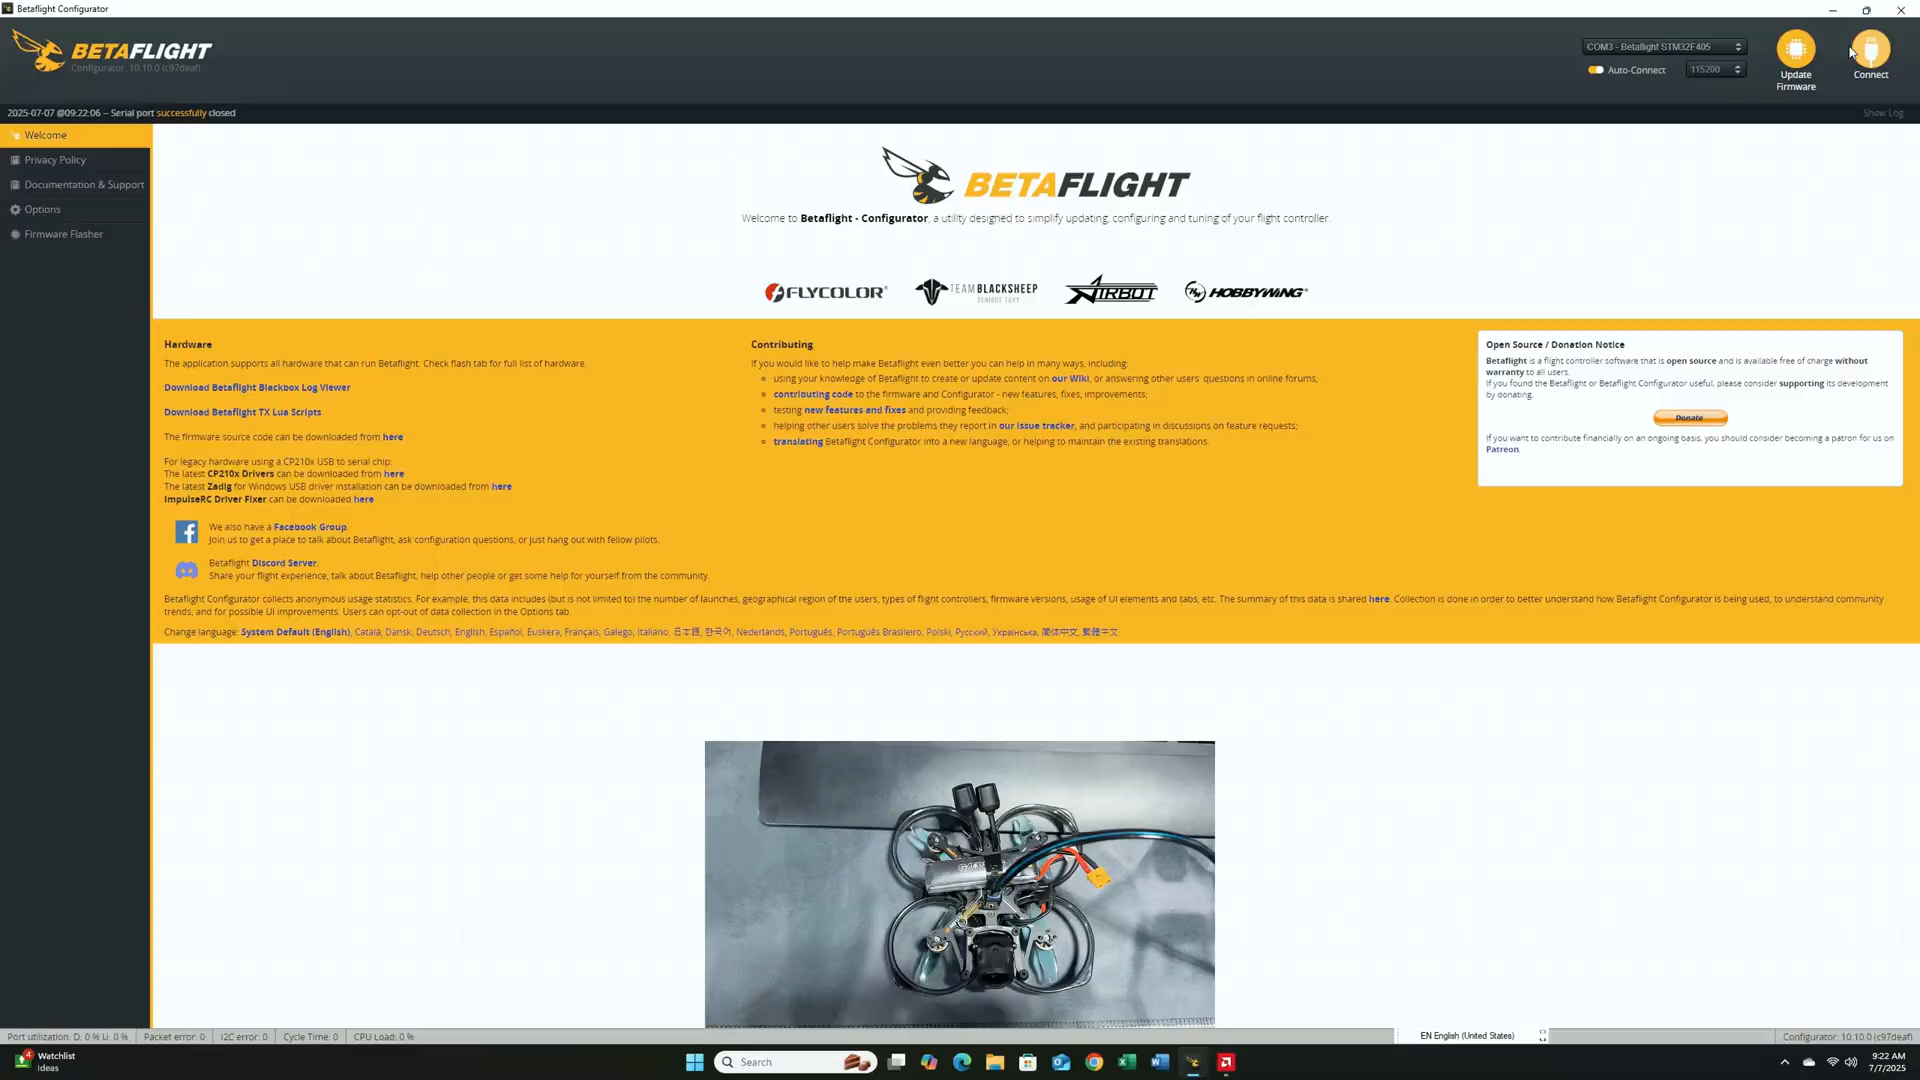 Betaflight Configurator
BETAFLIGHT
Configurator: 10.10.0 (c97deaf)
COM3 - Betaflight STM32F405
Auto-Connect
115200
Update
Firmware
Connect
2025-07-07 @09:22:06 -- Serial port successfully closed
Show Log
Welcome
Privacy Policy
Documentation & Support
Options
Firmware Flasher
BETAFLIGHT
Welcome to Betaflight - Configurator, a utility designed to simplify updating, configuring and tuning of your flight controller.
FLYCOLOR
TEAM BLACKSHEEP
SERIOUS TOYS
AIRBOT
HOBBYWING
Hardware
The application supports all hardware that can run Betaflight. Check flash tab for full list of hardware.
Download Betaflight Blackbox Log Viewer
Download Betaflight TX Lua Scripts
The firmware source code can be downloaded from here
For legacy hardware using a CP210x USB to serial chip:
The latest CP210x Drivers can be downloaded from here
The latest Zadig for Windows USB driver installation can be downloaded from here
ImpulseRC Driver Fixer can be downloaded here
We also have a Facebook Group.
Join us to get a place to talk about Betaflight, ask configuration questions, or just hang out with fellow pilots.
Betaflight Discord Server.
Share your flight experience, talk about Betaflight, help other people or get some help for yourself from the community.
Contributing
If you would like to help make Betaflight even better you can help in many ways, including:
using your knowledge of Betaflight to create or update content on our Wiki, or answering other users' questions in online forums;
contributing code to the firmware and Configurator - new features, fixes, improvements;
testing new features and fixes and providing feedback;
helping other users solve the problems they report in our issue tracker, and participating in discussions on feature requests;
translating Betaflight Configurator into a new language, or helping to maintain the existing translations.
Open Source / Donation Notice
Betaflight is a flight controller software that is open source and is available free of charge without
warranty to all users.
If you found the Betaflight or Betaflight Configurator useful, please consider supporting its development
by donating.
Donate
If you want to contribute financially on an ongoing basis, you should consider becoming a patron for us on
Patreon.
Betaflight Configurator collects anonymous usage statistics. For example, this data includes (but is not limited to) the number of launches, geographical region of the users, types of flight controllers, firmware versions, usage of UI elements and tabs, etc. The summary of this data is shared here. Collection is done in order to better understand how Betaflight Configurator is being used, to understand community
trends, and for possible UI improvements. Users can opt-out of data collection in the Options tab.
Change language: System Default (English), Català, Dansk, Deutsch, English, Español, Euskera, Français, Galego, Italiano, 日本語, 한국어, Nederlands, Português, Português Brasileiro, Polski, Русский, Українська, 简体中文, 繁體中文
Port utilization: D: 0 % U: 0 %
Packet error: 0
I2C error: 0
Cycle Time: 0
CPU Load: 0 %
EN English (United States)
Configurator: 10.10.0 (c97deaf)
4
Watchlist
Ideas
Search
9:22 AM
7/7/2025